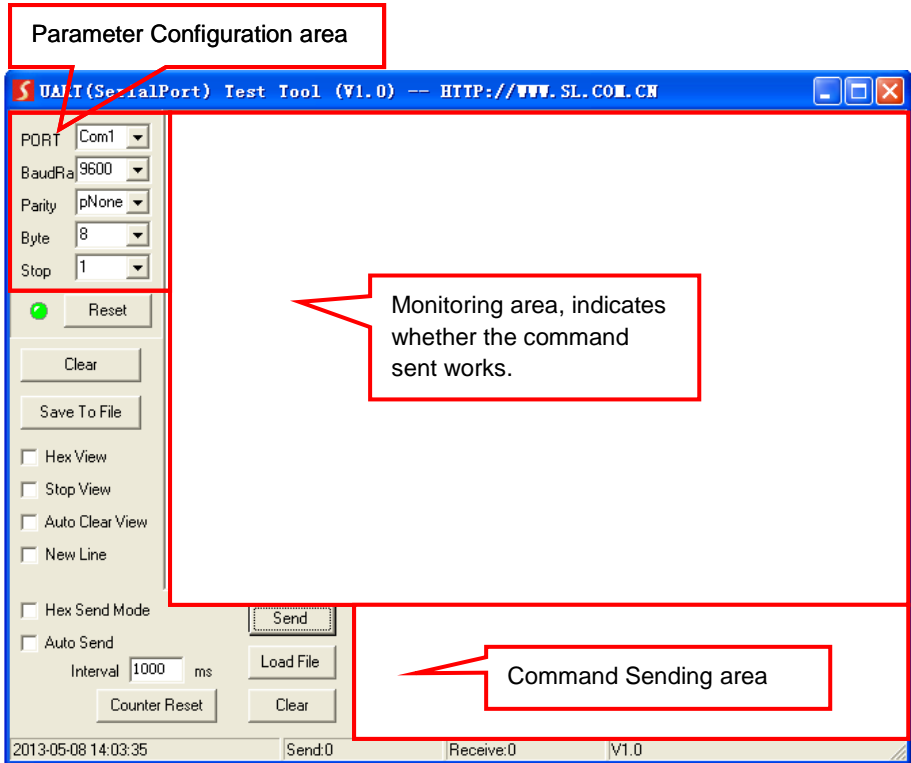 Parameter Configuration area
UART(SerialPort) Test Tool (V1.0) -- HTTP://WWW.SL.COM.CN
PORT Com1
BaudRa 9600
Parity pNone
Byte 8
Stop 1
Reset
Monitoring area, indicates
whether the command
sent works.
Clear
Save To File
Hex View
Stop View
Auto Clear View
New Line
Hex Send Mode
Send
Auto Send
Interval 1000 ms
Load File
Command Sending area
Counter Reset
Clear
2013-05-08 14:03:35 Send:0 Receive:0 V1.0